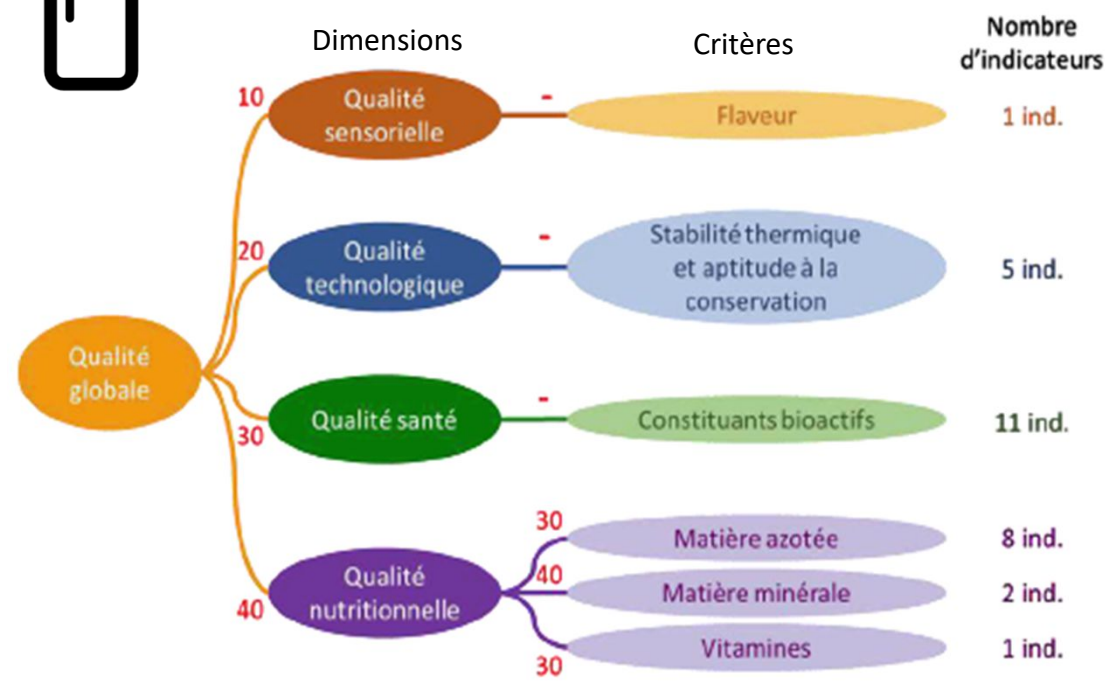 Dimensions
Critères
Nombre
d'indicateurs
10
Qualité
sensorielle
-
Flaveur
1 ind.
20
Qualité
technologique
-
Stabilité thermique
et aptitude à la
conservation
5 ind.
Qualité
globale
30
Qualité santé
-
Constituants bioactifs
11 ind.
40
Qualité
nutritionnelle
30
Matière azotée
8 ind.
40
Matière minérale
2 ind.
30
Vitamines
1 ind.